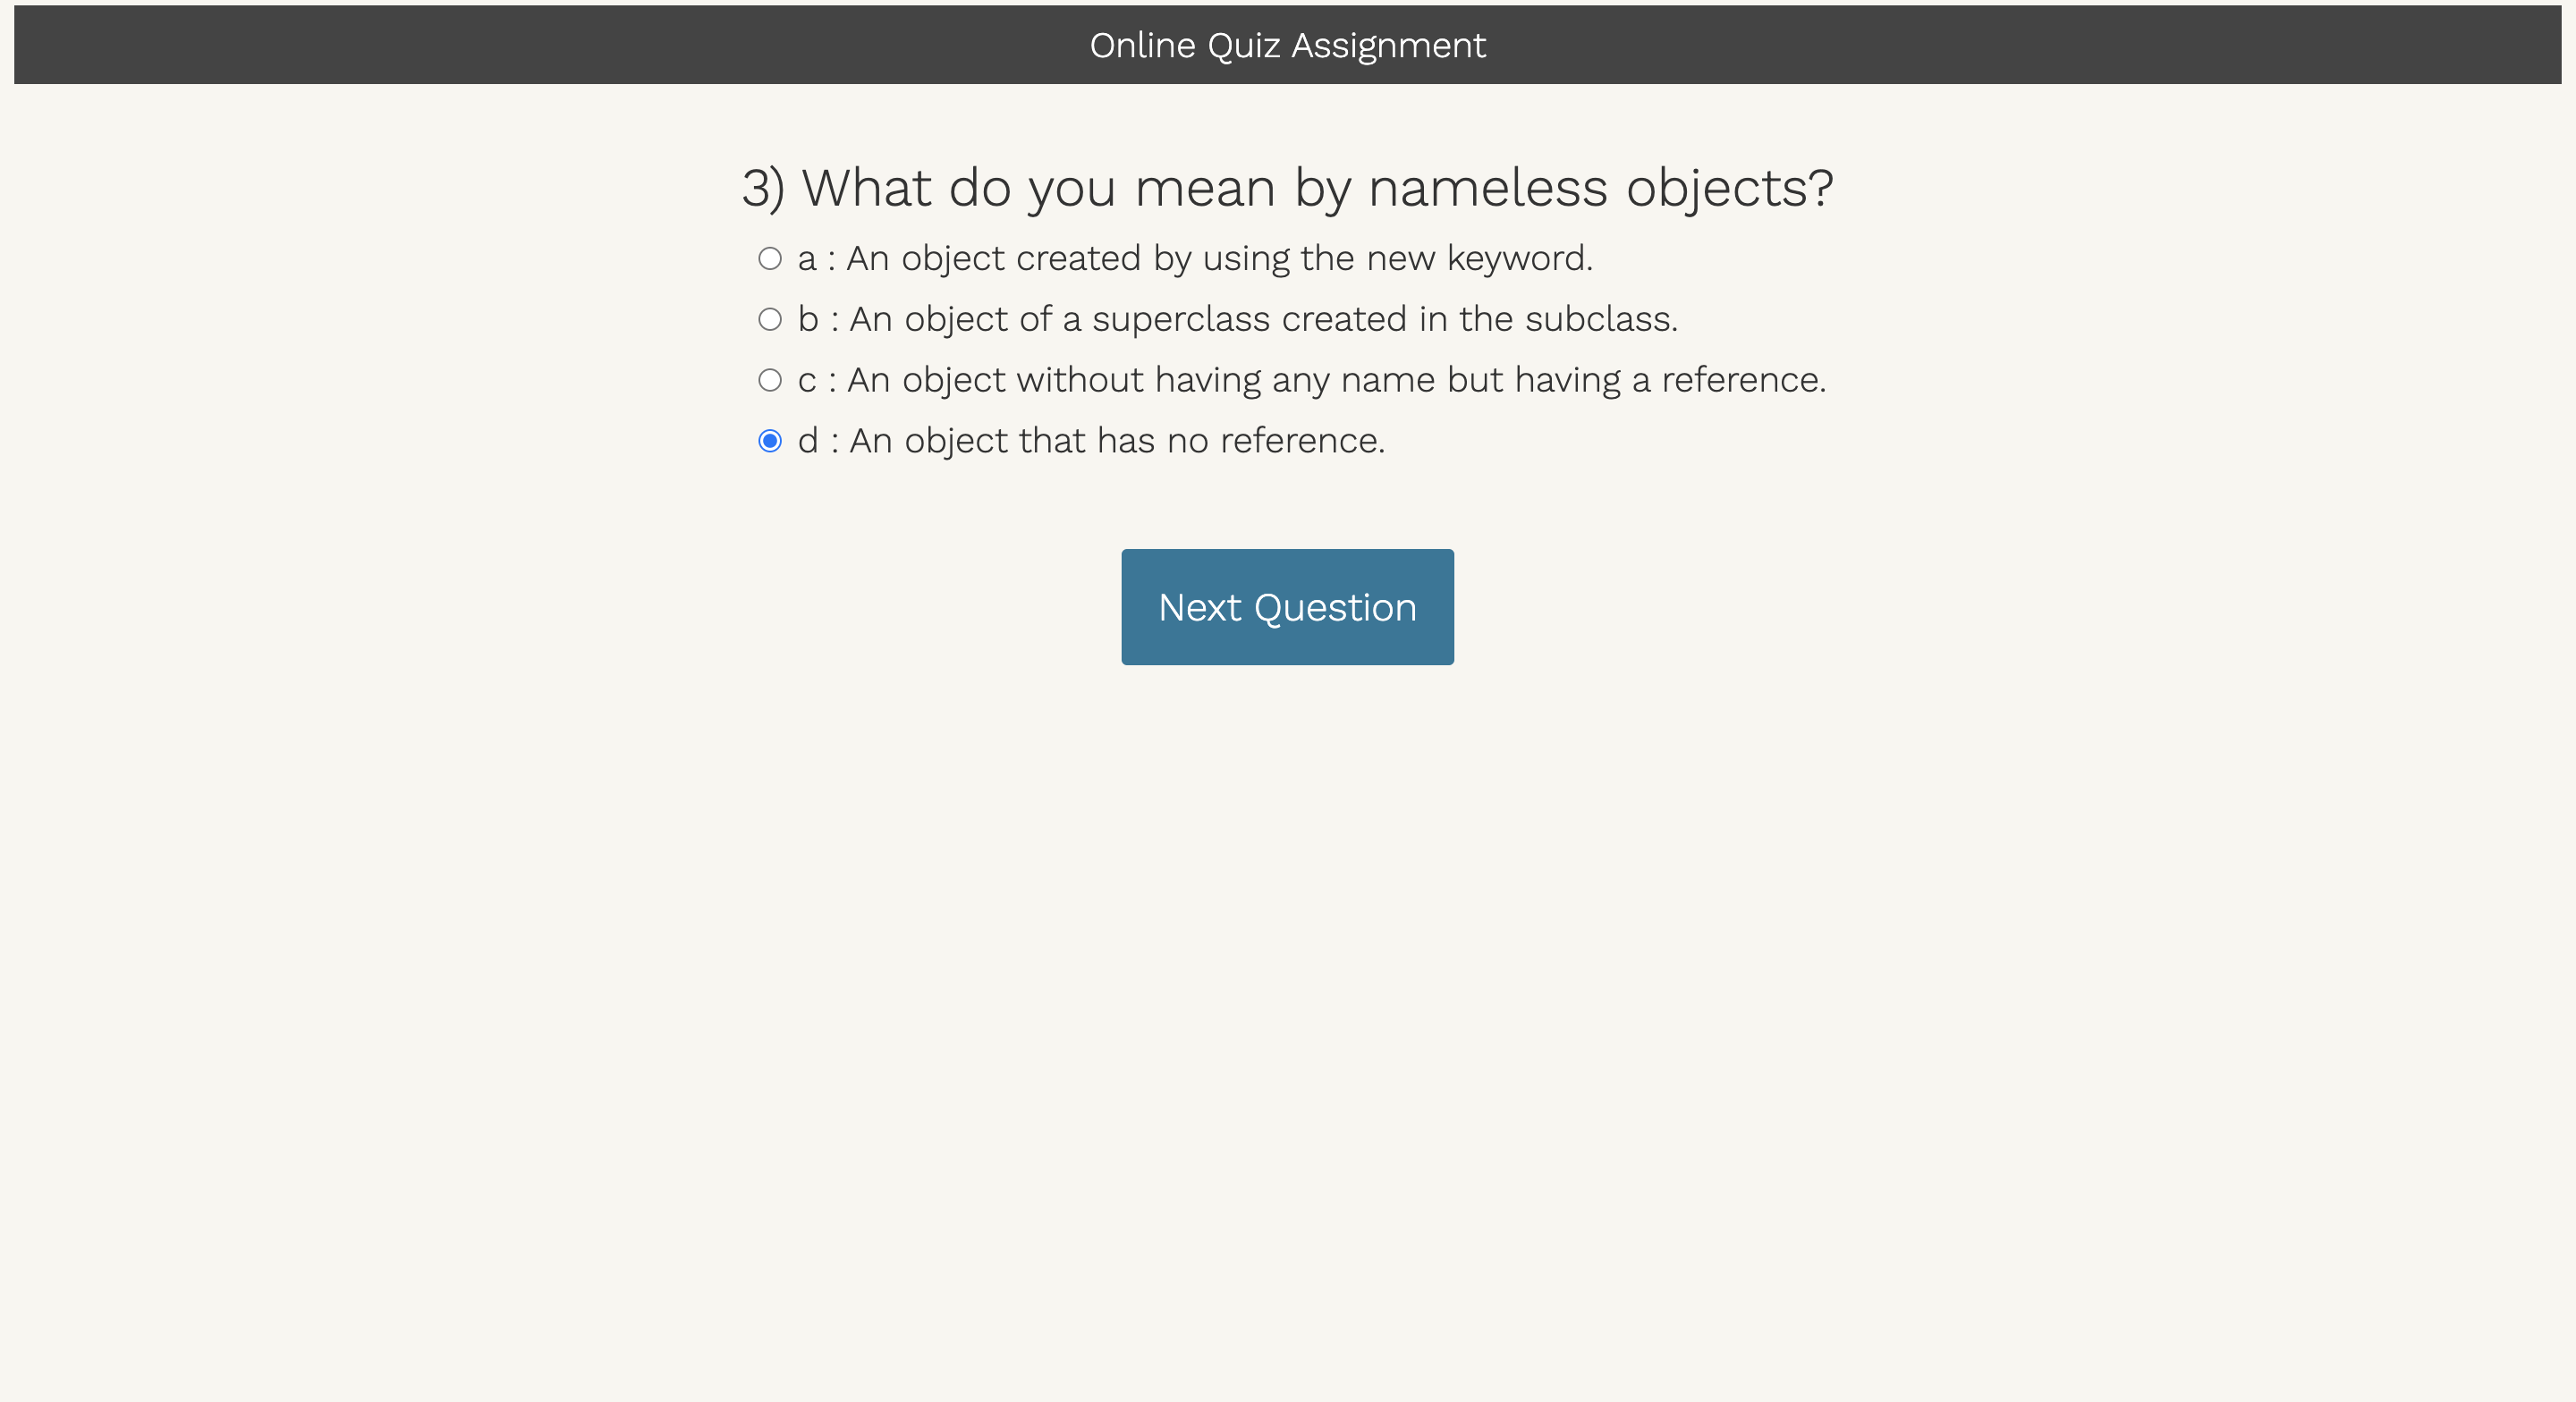 Online Quiz Assignment
3) What do you mean by nameless objects?
a : An object created by using the new keyword.
b : An object of a superclass created in the subclass.
c : An object without having any name but having a reference.
d : An object that has no reference.
Next Question